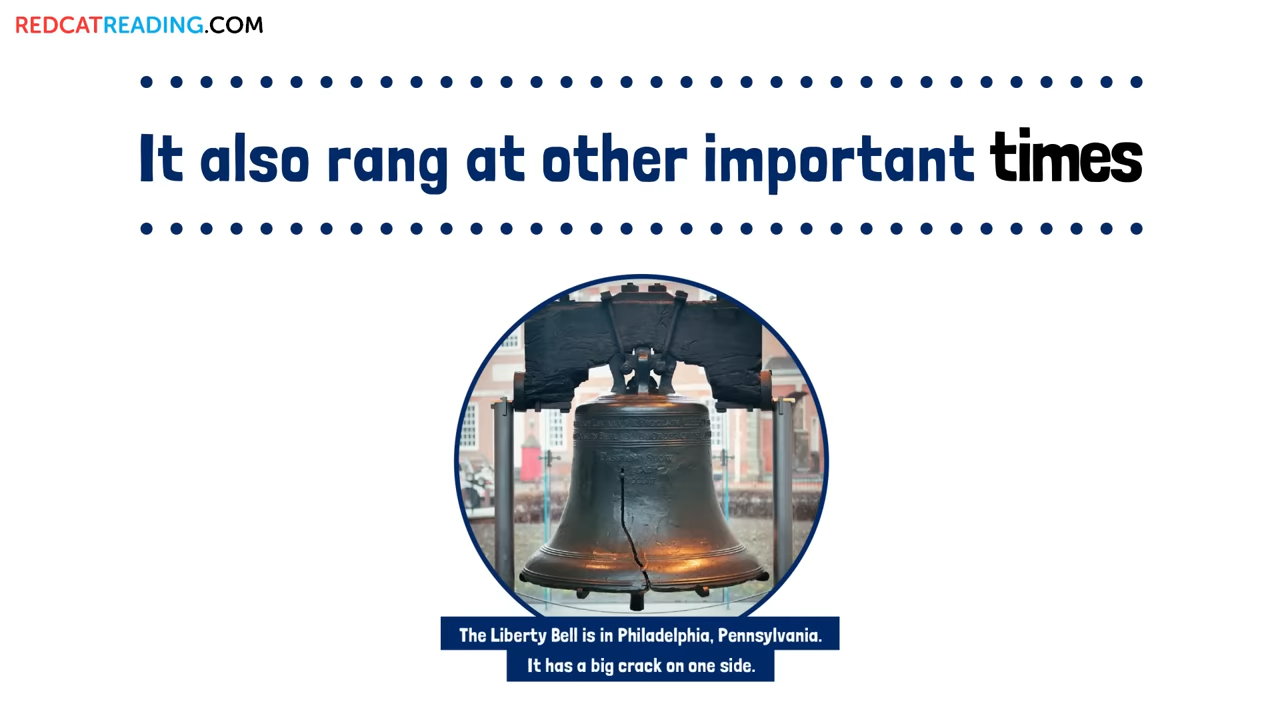 REDCATREADING.COM
It also rang at other important times
The Liberty Bell is in Philadelphia, Pennsylvania.
It has a big crack on one side.